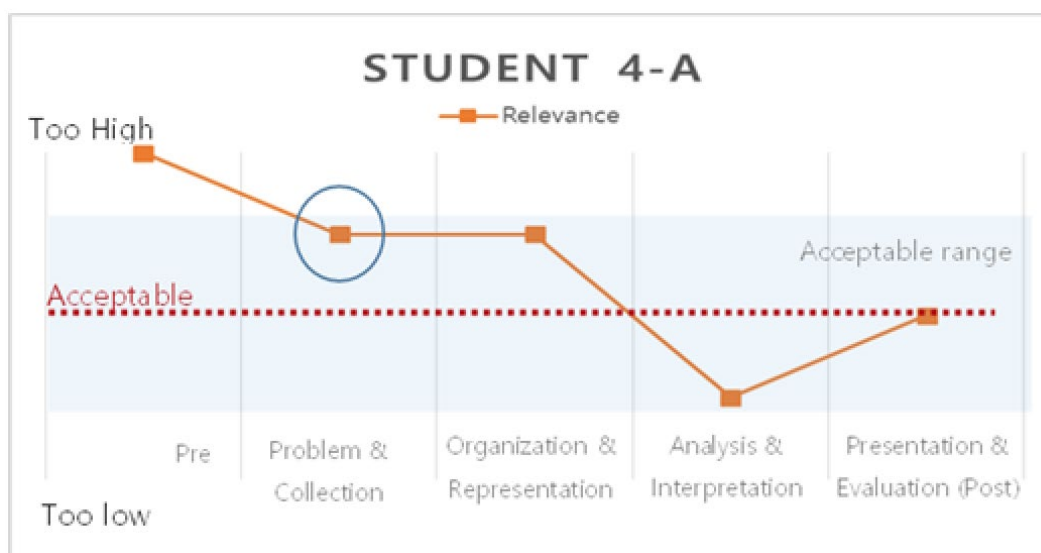 STUDENT 4-A
Relevance
Too High
Acceptable range
Acceptable
Pre
Problem &
Collection
Organization &
Representation
Analysis &
Interpretation
Presentation &
Evaluation (Post)
Too low